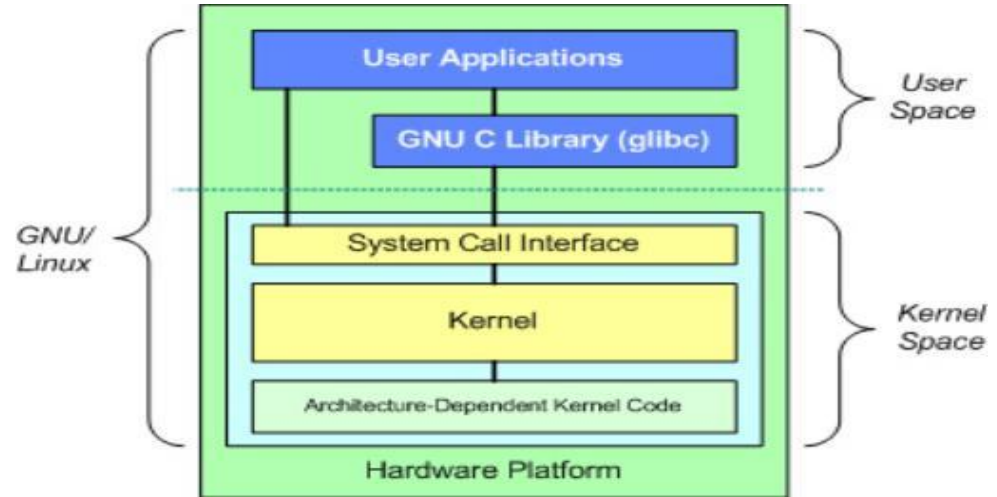 User Applications
GNU C Library (glibc)
User
Space
GNU/
Linux
System Call Interface
Kernel
Architecture-Dependent Kernel Code
Kernel
Space
Hardware Platform